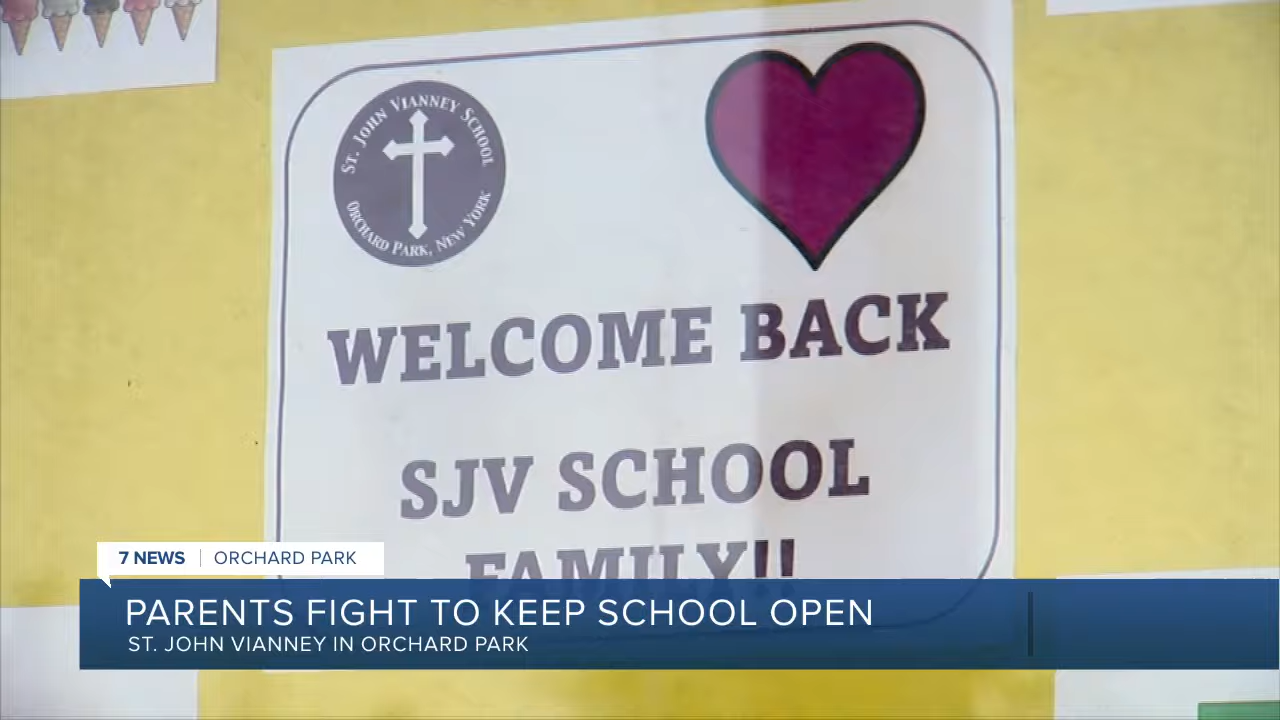 ST. JOHN VIANNEY SCHOOL
ORCHARD PARK, NEW YORK
WELCOME BACK
SJV SCHOOL
FAMILY!!
7 NEWS | ORCHARD PARK
PARENTS FIGHT TO KEEP SCHOOL OPEN
ST. JOHN VIANNEY IN ORCHARD PARK